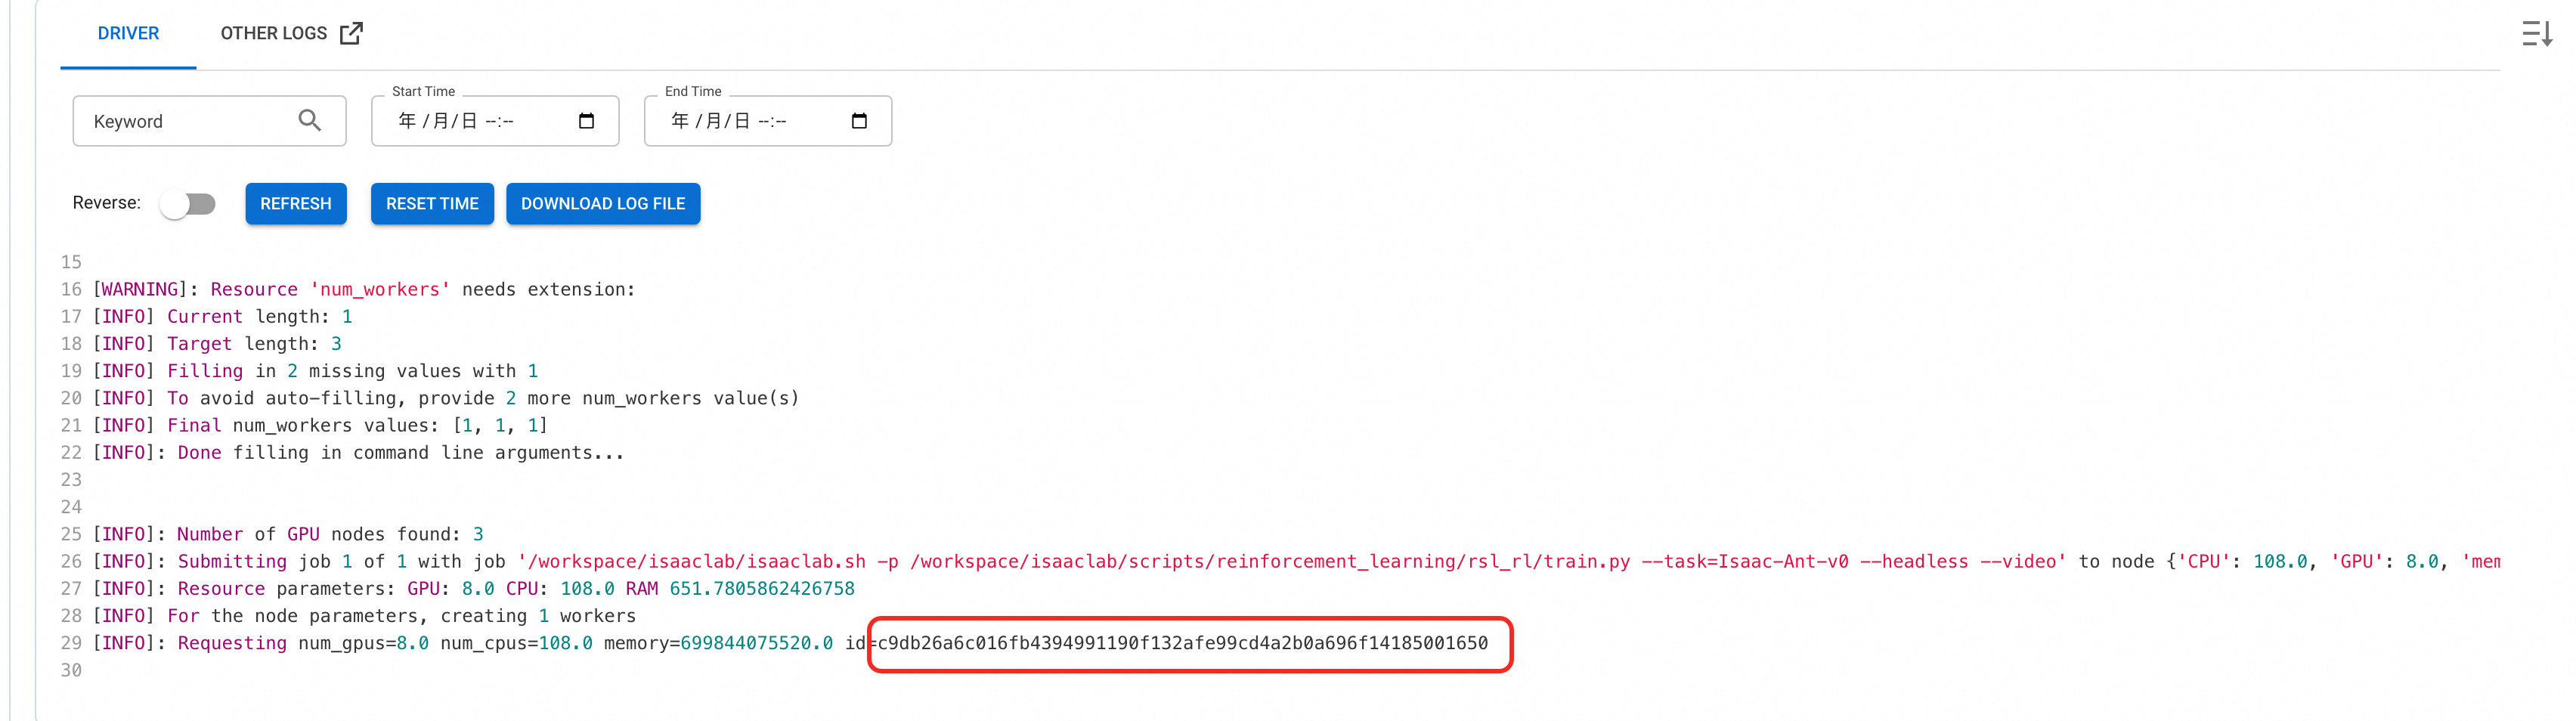 DRIVER OTHER LOGS
Start Time End Time
Keyword 年 /月/日 --:-- 年 /月/日 --:--
Reverse: REFRESH RESET TIME DOWNLOAD LOG FILE
15
16 [WARNING]: Resource 'num_workers' needs extension:
17 [INFO] Current length: 1
18 [INFO] Target length: 3
19 [INFO] Filling in 2 missing values with 1
20 [INFO] To avoid auto-filling, provide 2 more num_workers value(s)
21 [INFO] Final num_workers values: [1, 1, 1]
22 [INFO]: Done filling in command line arguments...
23
24
25 [INFO]: Number of GPU nodes found: 3
26 [INFO]: Submitting job 1 of 1 with job '/workspace/isaaclab/isaaclab.sh -p /workspace/isaaclab/scripts/reinforcement_learning/rsl_rl/train.py --task=Isaac-Ant-v0 --headless --video' to node {'CPU': 108.0, 'GPU': 8.0, 'mem
27 [INFO]: Resource parameters: GPU: 8.0 CPU: 108.0 RAM 651.7805862426758
28 [INFO] For the node parameters, creating 1 workers
29 [INFO]: Requesting num_gpus=8.0 num_cpus=108.0 memory=699844075520.0 id=c9db26a6c016fb4394991190f132afe99cd4a2b0a696f14185001650
30